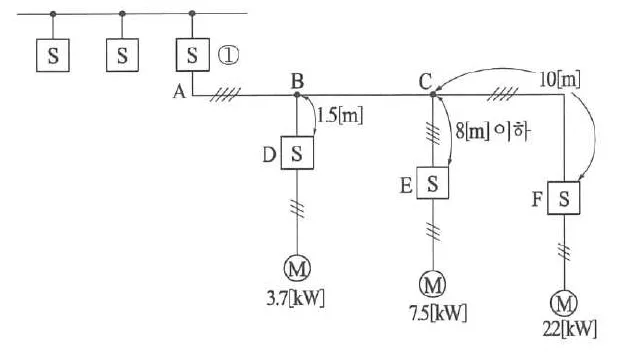 S
S
S
①
A
B
C
10[m]
1.5[m]
8[m]이하
D
S
E
S
F
S
M
3.7[kW]
M
7.5[kW]
M
22[kW]